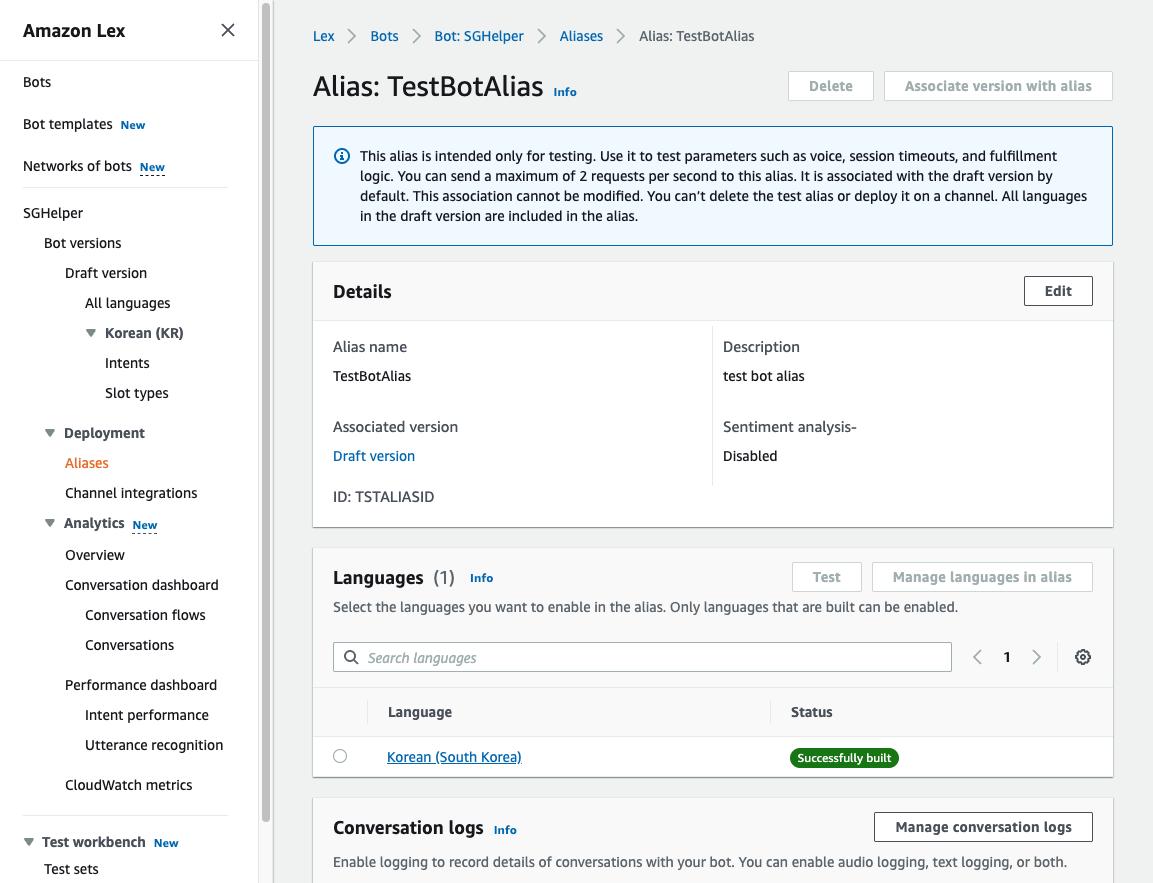 Amazon Lex
Bots
Bot templates New
Networks of bots New
SGHelper
Bot versions
Draft version
All languages
Korean (KR)
Intents
Slot types
Deployment
Aliases
Channel integrations
Analytics New
Overview
Conversation dashboard
Conversation flows
Conversations
Performance dashboard
Intent performance
Utterance recognition
CloudWatch metrics
Test workbench New
Test sets
Lex Bots Bot: SGHelper Aliases Alias: TestBotAlias
Alias: TestBotAlias Info Delete Associate version with alias
This alias is intended only for testing. Use it to test parameters such as voice, session timeouts, and fulfillment
logic. You can send a maximum of 2 requests per second to this alias. It is associated with the draft version by
default. This association cannot be modified. You can’t delete the test alias or deploy it on a channel. All languages
in the draft version are included in the alias.
Details Edit
Alias name
TestBotAlias
Associated version
Draft version
ID: TSTALIASID
Description
test bot alias
Sentiment analysis-
Disabled
Languages (1) Info Test Manage languages in alias
Select the languages you want to enable in the alias. Only languages that are built can be enabled.
Search languages 1
Language Status
Korean (South Korea) Successfully built
Conversation logs Info Manage conversation logs
Enable logging to record details of conversations with your bot. You can enable audio logging, text logging, or both.